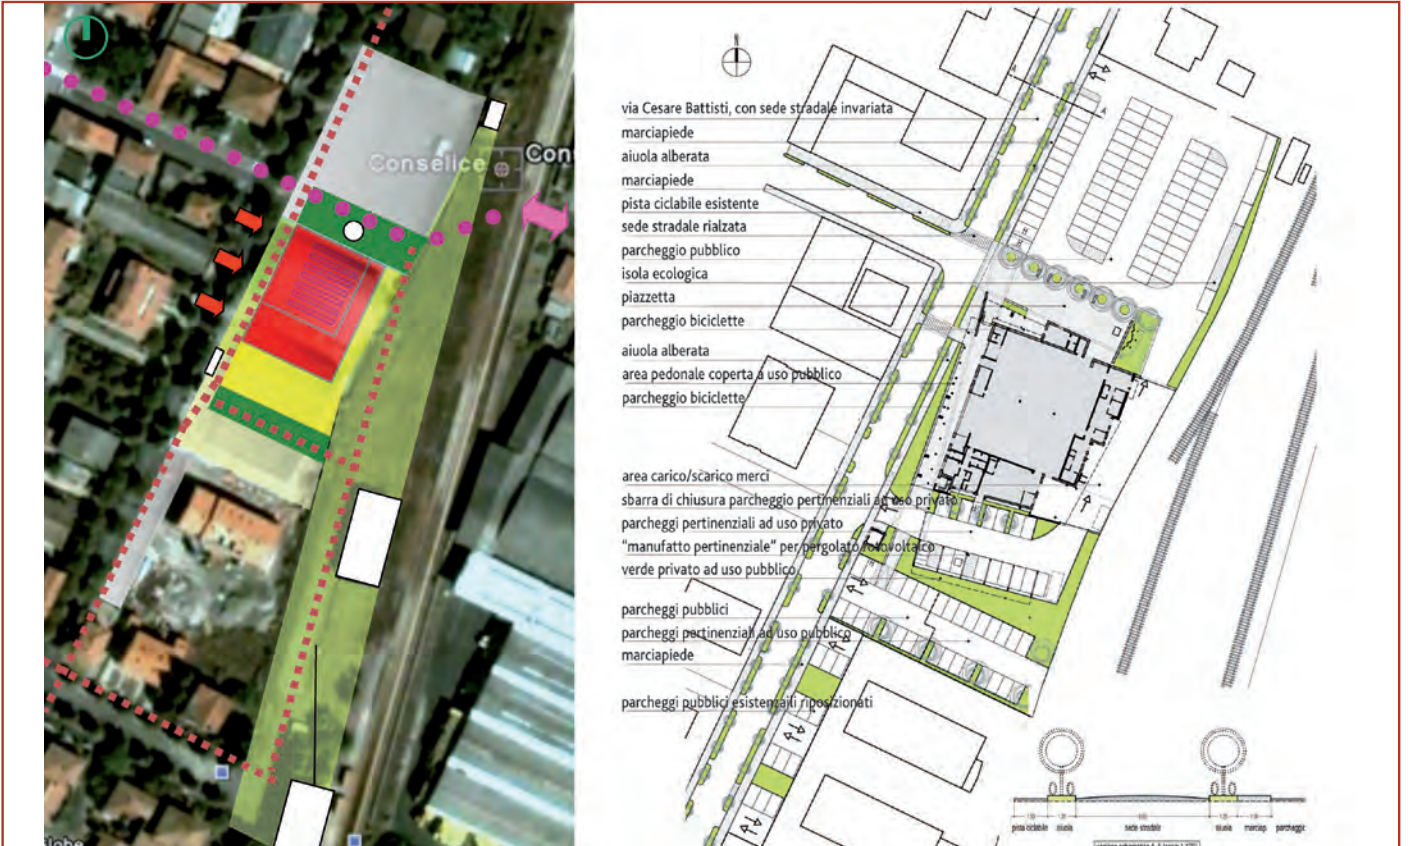 Conselice
Con
N
via Cesare Battisti, con sede stradale invariata
marciapiede
aiuola alberata
marciapiede
pista ciclabile esistente
sede stradale rialzata
parcheggio pubblico
isola ecologica
piazzetta
parcheggio biciclette
aiuola alberata
area pedonale coperta a uso pubblico
parcheggio biciclette
area carico/scarico merci
sbarra di chiusura parcheggio pertinenziali ad uso privato
parcheggi pertinenziali ad uso privato
"manufatto pertinenziale" per pergolato fotovoltaico
verde privato ad uso pubblico
parcheggi pubblici
parcheggi pertinenziali ad uso pubblico
marciapiede
parcheggi pubblici esistenzaili riposizionati
A
A
H
H
pista ciclabile aiuola sede stradale aiuola marciap parcheggio